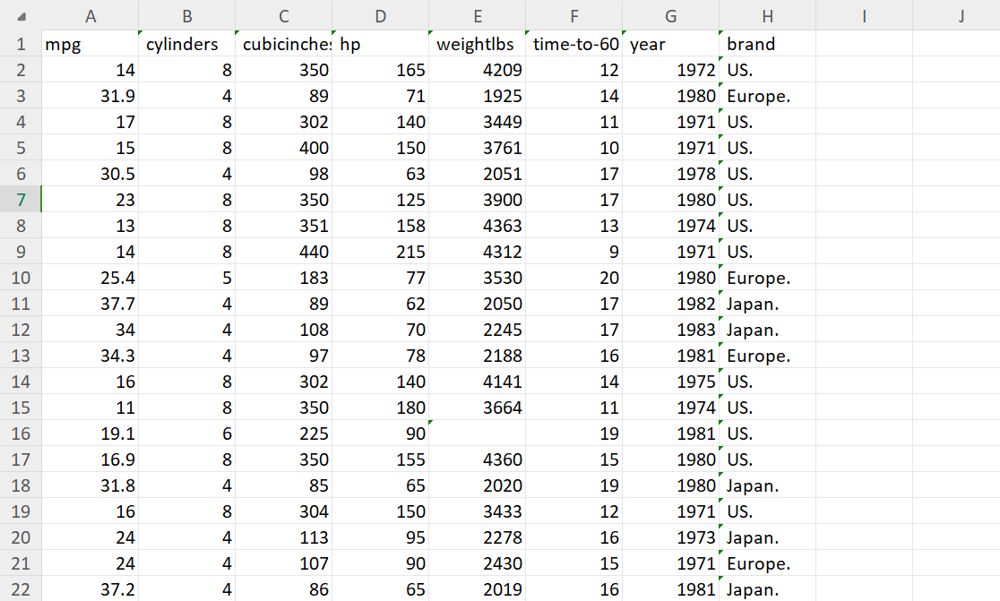 A B C D E F G H I J
1 mpg cylinders cubicinches hp weightlbs time-to-60 year brand
2 14 8 350 165 4209 12 1972 US.
3 31.9 4 89 71 1925 14 1980 Europe.
4 17 8 302 140 3449 11 1971 US.
5 15 8 400 150 3761 10 1971 US.
6 30.5 4 98 63 2051 17 1978 US.
7 23 8 350 125 3900 17 1980 US.
8 13 8 351 158 4363 13 1974 US.
9 14 8 440 215 4312 9 1971 US.
10 25.4 5 183 77 3530 20 1980 Europe.
11 37.7 4 89 62 2050 17 1982 Japan.
12 34 4 108 70 2245 17 1983 Japan.
13 34.3 4 97 78 2188 16 1981 Europe.
14 16 8 302 140 4141 14 1975 US.
15 11 8 350 180 3664 11 1974 US.
16 19.1 6 225 90 19 1981 US.
17 16.9 8 350 155 4360 15 1980 US.
18 31.8 4 85 65 2020 19 1980 Japan.
19 16 8 304 150 3433 12 1971 US.
20 24 4 113 95 2278 16 1973 Japan.
21 24 4 107 90 2430 15 1971 Europe.
22 37.2 4 86 65 2019 16 1981 Japan.